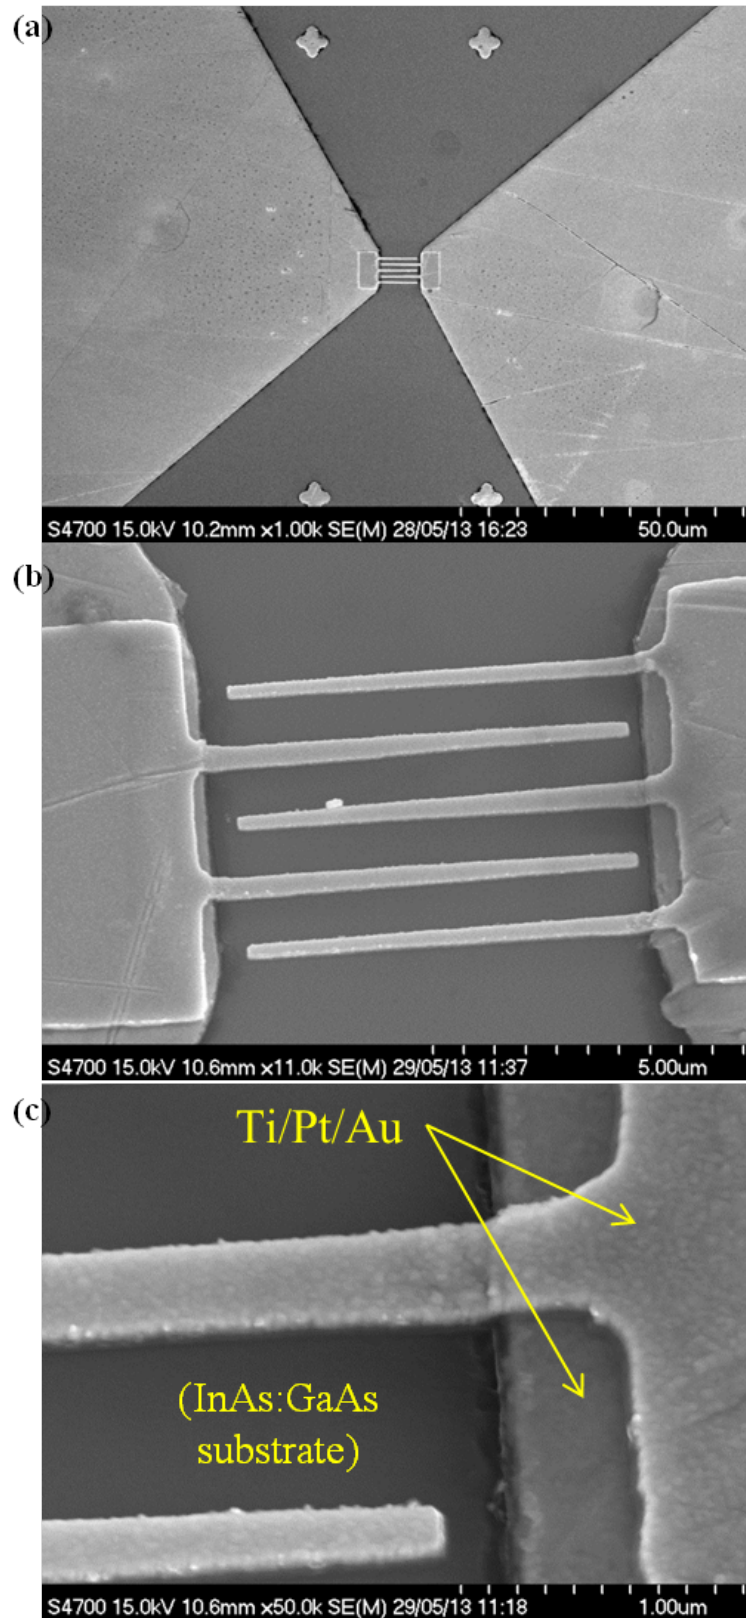 (a)
S4700 15.0kV 10.2mm x1.00k SE(M) 28/05/13 16:23 50.0um
(b)
S4700 15.0kV 10.6mm x11.0k SE(M) 29/05/13 11:37 5.00um
(c)
Ti/Pt/Au
(InAs:GaAs
substrate)
S4700 15.0kV 10.6mm x50.0k SE(M) 29/05/13 11:18 1.00um